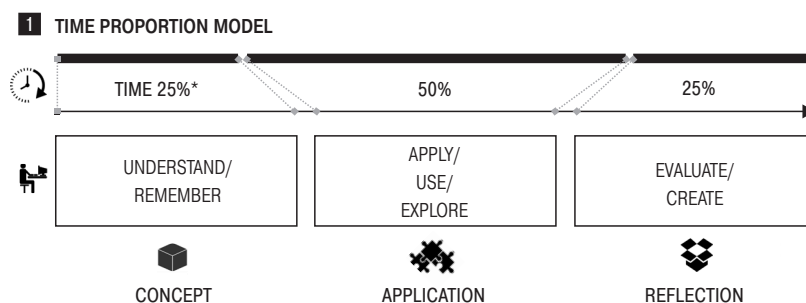 1 TIME PROPORTION MODEL
TIME 25%*
50%
25%
UNDERSTAND/
REMEMBER
APPLY/
USE/
EXPLORE
EVALUATE/
CREATE
CONCEPT
APPLICATION
REFLECTION